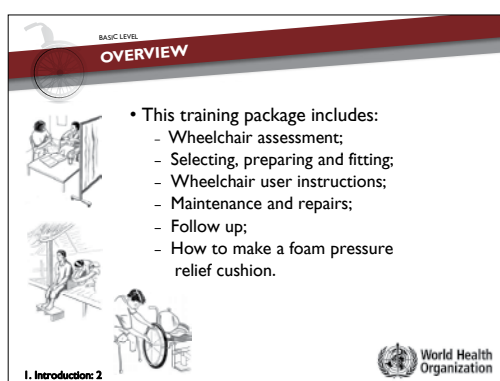 BASIC LEVEL
OVERVIEW
• This training package includes:
– Wheelchair assessment;
– Selecting, preparing and fitting;
– Wheelchair user instructions;
– Maintenance and repairs;
– Follow up;
– How to make a foam pressure
relief cushion.
1. Introduction: 2
World Health
Organization